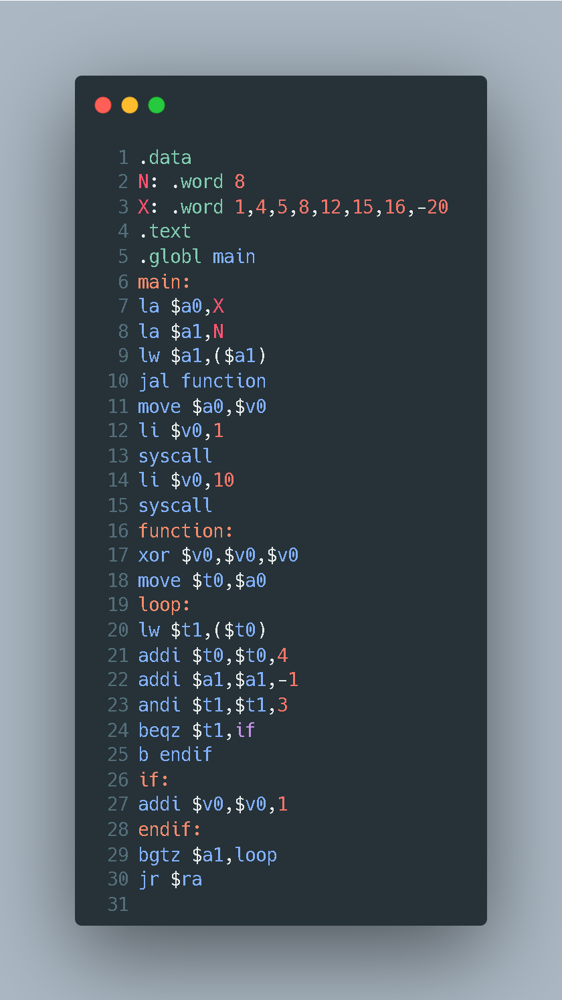 1 .data
2 N: .word 8
3 X: .word 1,4,5,8,12,15,16,-20
4 .text
5 .globl main
6 main:
7 la $a0,X
8 la $a1,N
9 lw $a1,($a1)
10 jal function
11 move $a0,$v0
12 li $v0,1
13 syscall
14 li $v0,10
15 syscall
16 function:
17 xor $v0,$v0,$v0
18 move $t0,$a0
19 loop:
20 lw $t1,($t0)
21 addi $t0,$t0,4
22 addi $a1,$a1,-1
23 andi $t1,$t1,3
24 beqz $t1,if
25 b endif
26 if:
27 addi $v0,$v0,1
28 endif:
29 bgtz $a1,loop
30 jr $ra
31